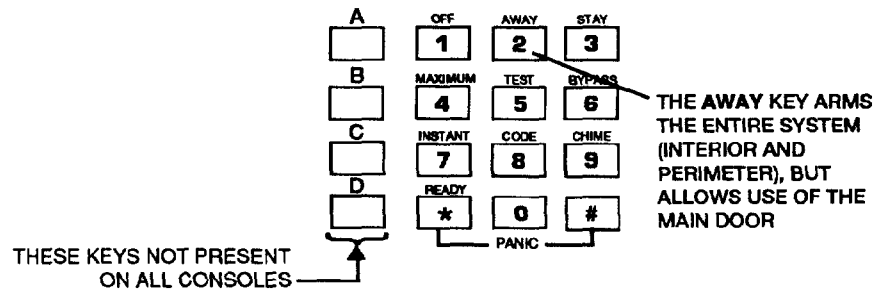 A OFF AWAY STAY
1 2 3
B MAXIMUM TEST BYPASS
4 5 6
C INSTANT CODE CHIME
7 8 9
D READY
* 0 #
PANIC
THE AWAY KEY ARMS
THE ENTIRE SYSTEM
(INTERIOR AND
PERIMETER), BUT
ALLOWS USE OF THE
MAIN DOOR
THESE KEYS NOT PRESENT
ON ALL CONSOLES